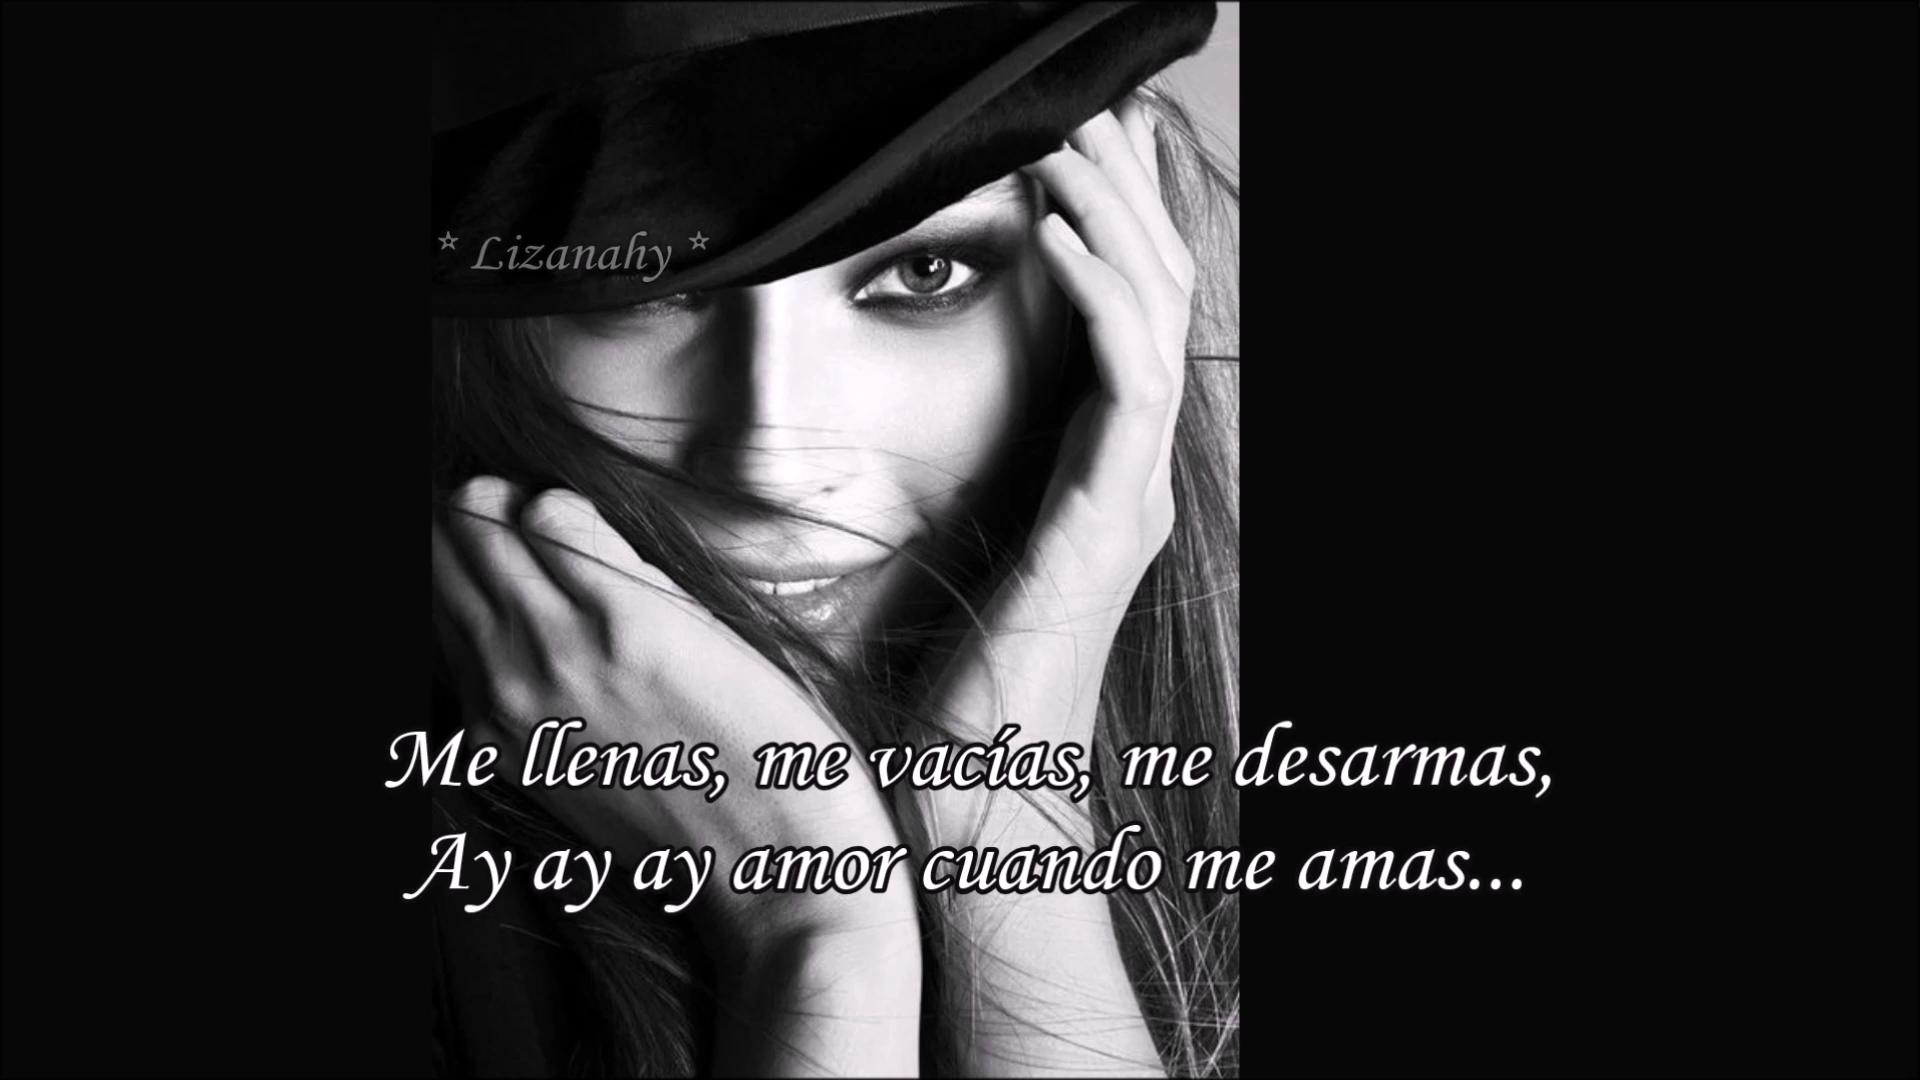 * Lizanahy *
Me llenas, me vacías, me desarmas,
Ay ay ay amor cuando me amas...